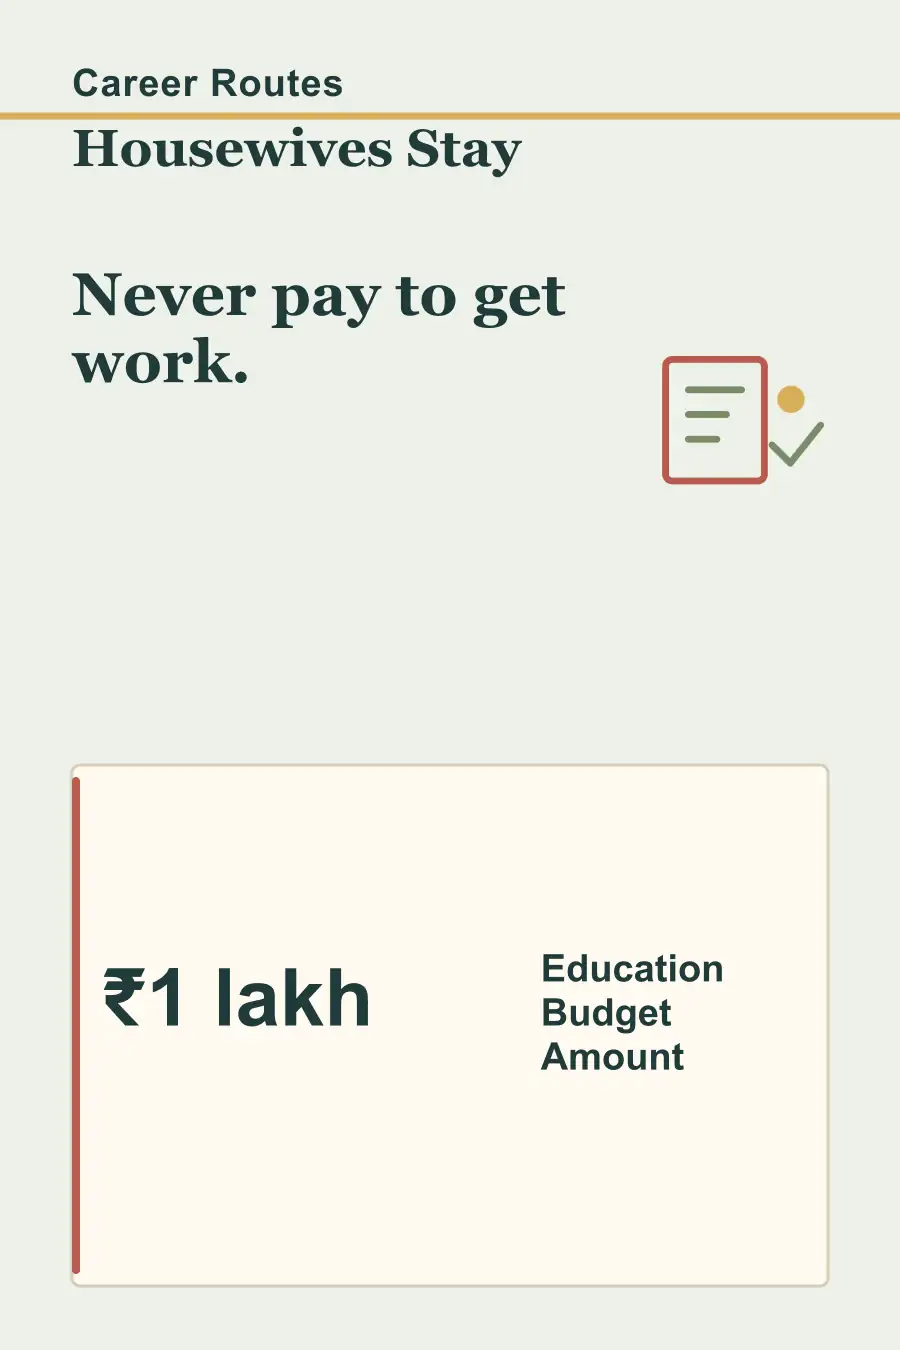 Career Routes
Housewives Stay
Never pay to get
work.
₹1 lakh
Education
Budget
Amount